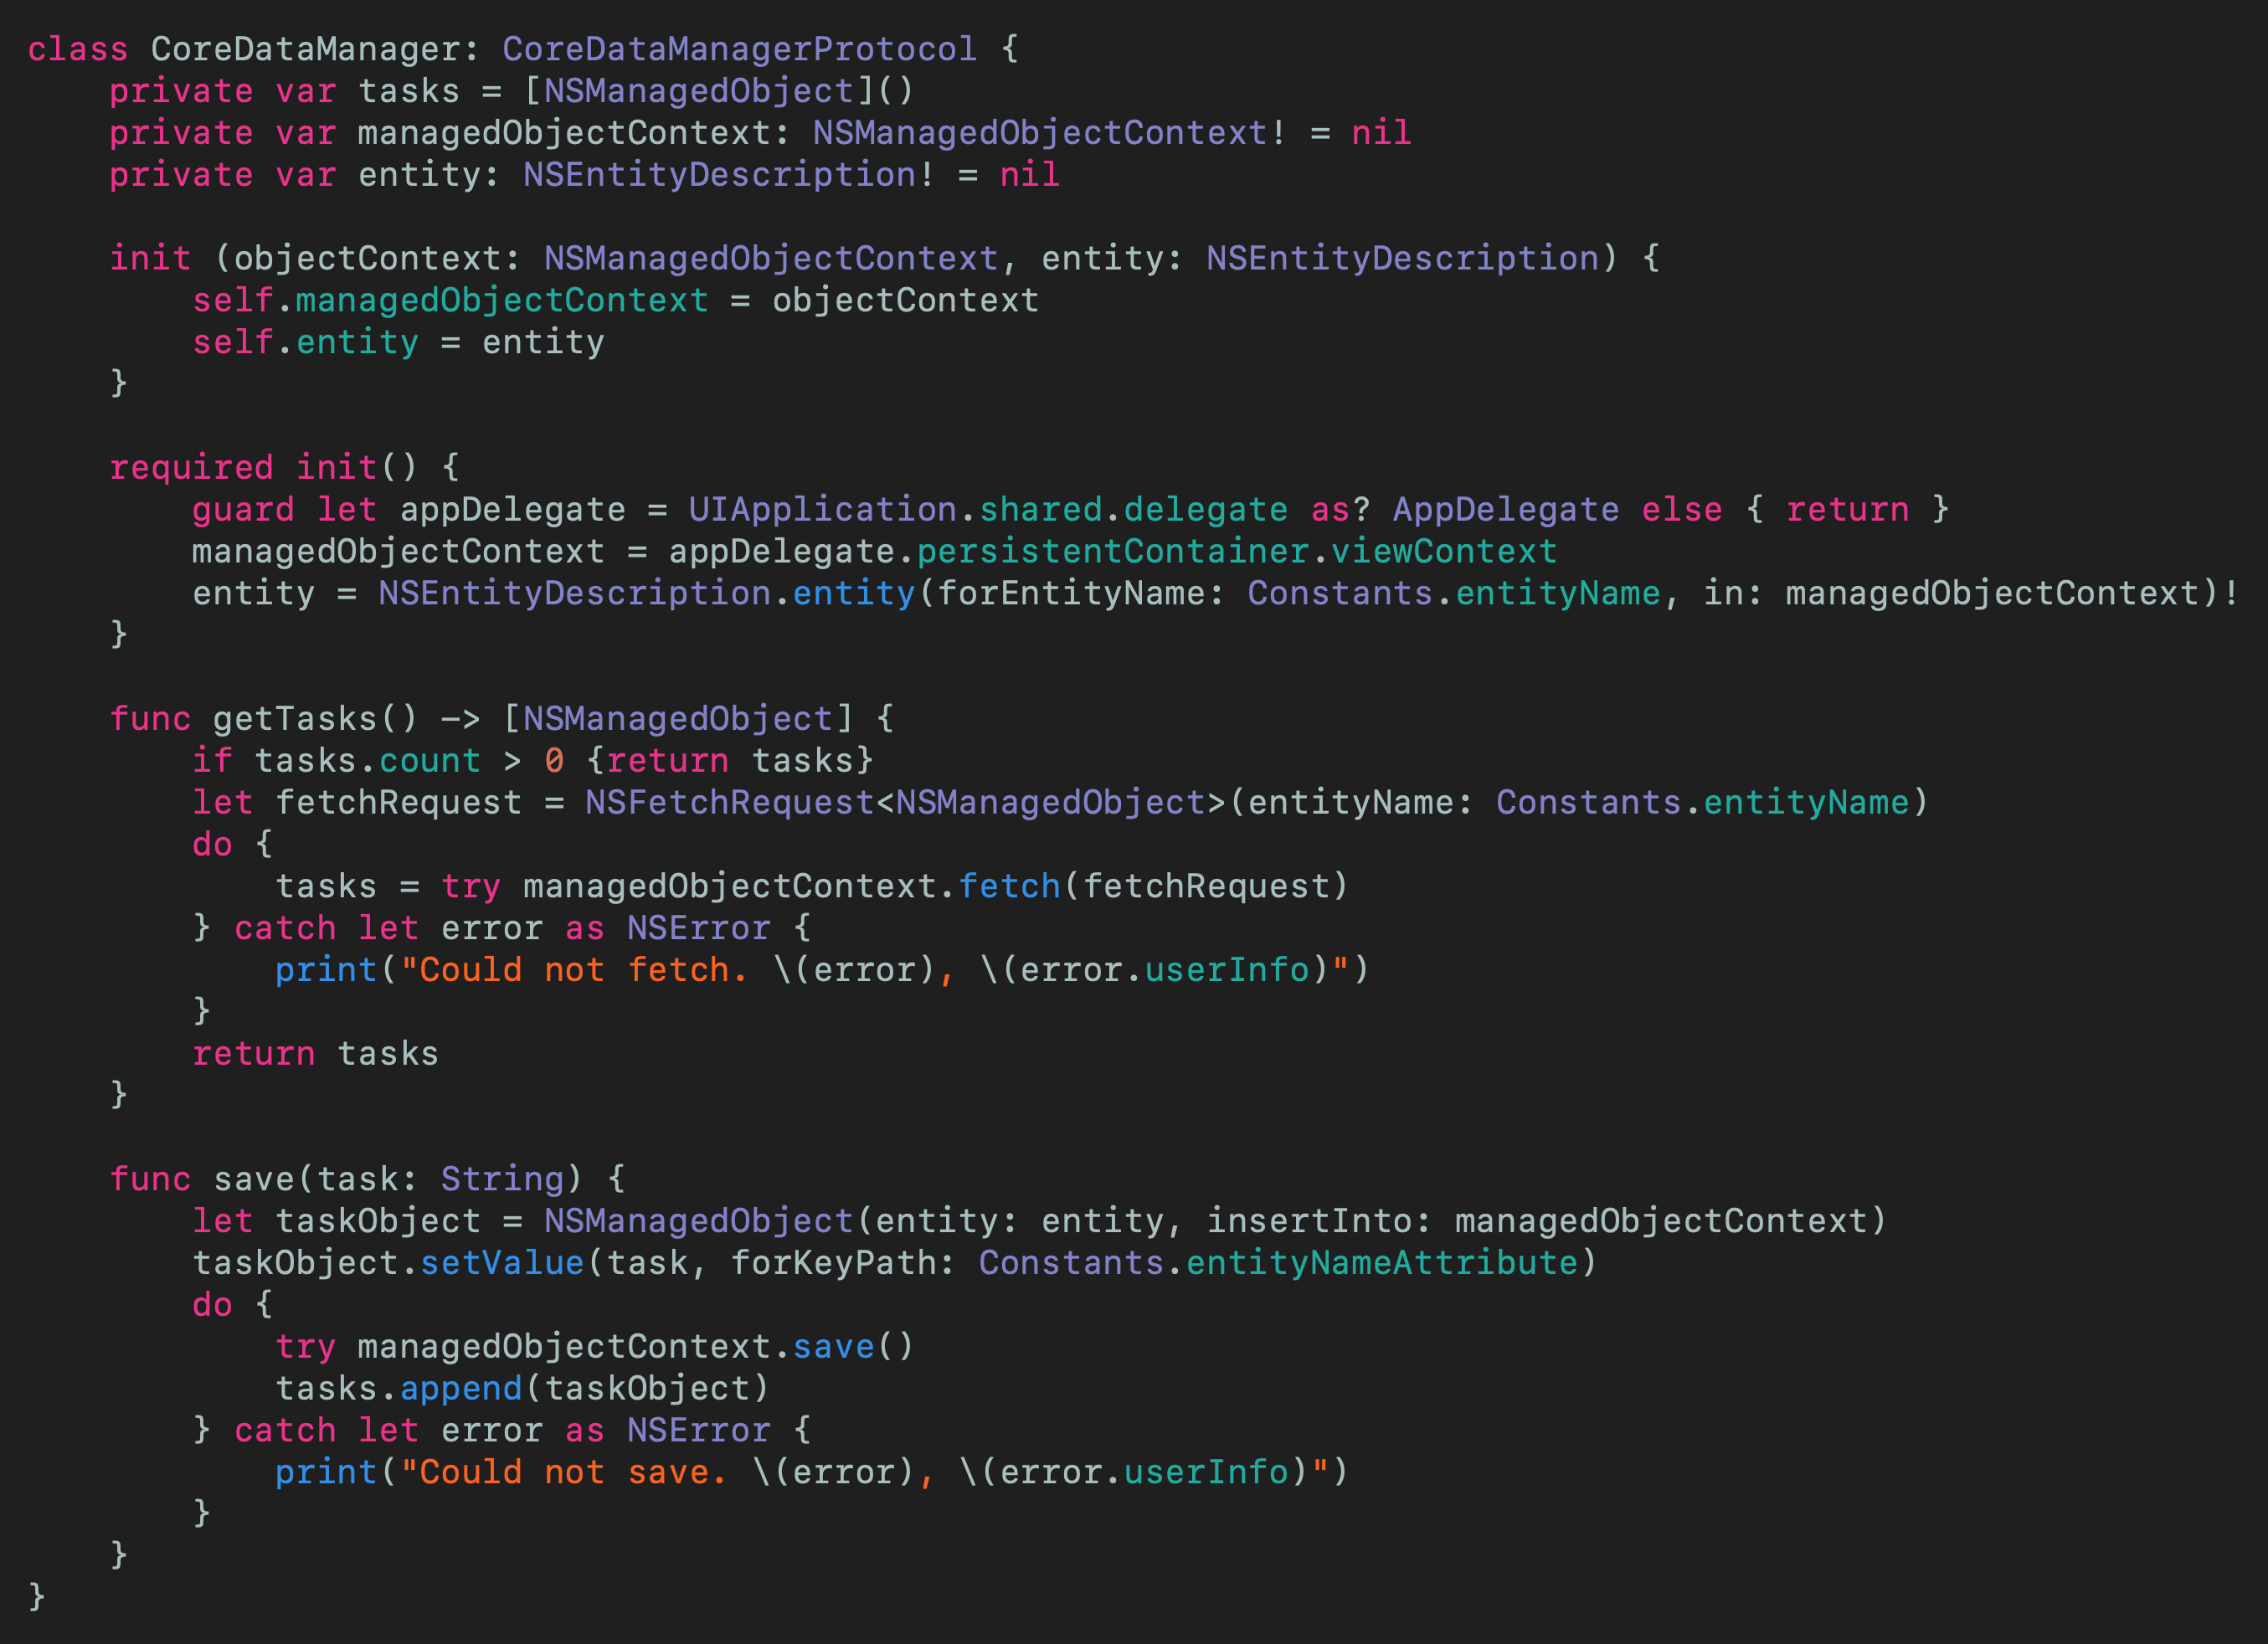 class CoreDataManager: CoreDataManagerProtocol {
    private var tasks = [NSManagedObject]()
    private var managedObjectContext: NSManagedObjectContext! = nil
    private var entity: NSEntityDescription! = nil

    init (objectContext: NSManagedObjectContext, entity: NSEntityDescription) {
        self.managedObjectContext = objectContext
        self.entity = entity
    }

    required init() {
        guard let appDelegate = UIApplication.shared.delegate as? AppDelegate else { return }
        managedObjectContext = appDelegate.persistentContainer.viewContext
        entity = NSEntityDescription.entity(forEntityName: Constants.entityName, in: managedObjectContext)!
    }

    func getTasks() -> [NSManagedObject] {
        if tasks.count > 0 {return tasks}
        let fetchRequest = NSFetchRequest<NSManagedObject>(entityName: Constants.entityName)
        do {
            tasks = try managedObjectContext.fetch(fetchRequest)
        } catch let error as NSError {
            print("Could not fetch. \(error), \(error.userInfo)")
        }
        return tasks
    }

    func save(task: String) {
        let taskObject = NSManagedObject(entity: entity, insertInto: managedObjectContext)
        taskObject.setValue(task, forKeyPath: Constants.entityNameAttribute)
        do {
            try managedObjectContext.save()
            tasks.append(taskObject)
        } catch let error as NSError {
            print("Could not save. \(error), \(error.userInfo)")
        }
    }
}